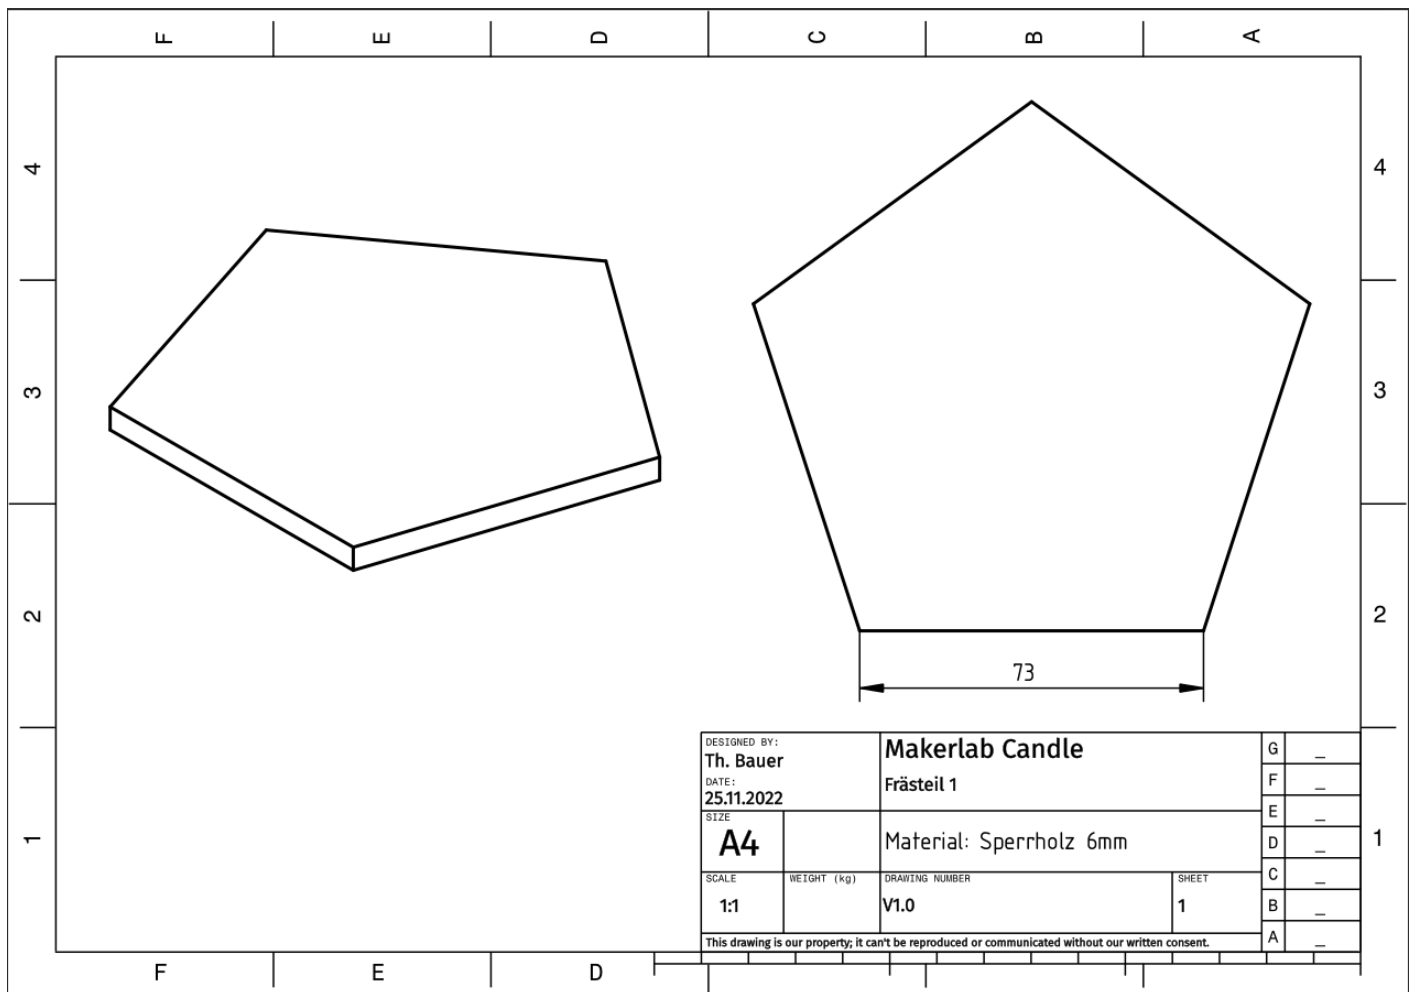 F E D C B A
4 4
3 3
73
2 2
DESIGNED BY:
Th. Bauer
DATE:
25.11.2022
Makerlab Candle
Frästeil 1
SIZE
A4
Material: Sperrholz 6mm
SCALE
1:1
WEIGHT (kg)
DRAWING NUMBER
V1.0
SHEET
1
This drawing is our property; it can't be reproduced or communicated without our written consent.
G _
F _
E _
D _
C _
B _
A _
1 1
F E D